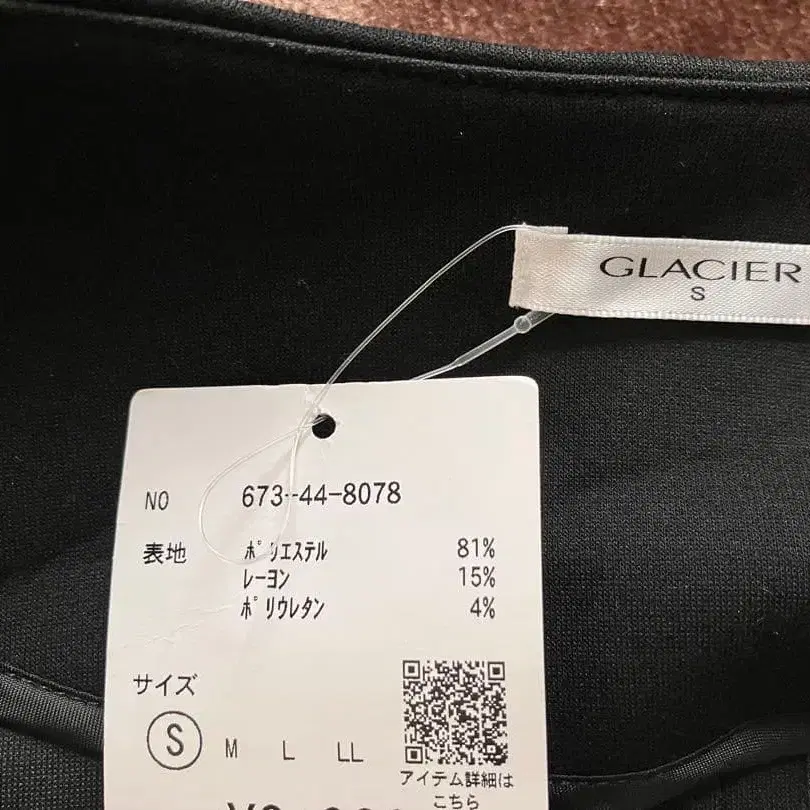 GLACIER
S
NO 673-44-8078
表地 ﾎﾟﾘｴｽﾃﾙ 81%
ﾚｰﾖﾝ 15%
ﾎﾟﾘｳﾚﾀﾝ 4%
サイズ
S M L LL
アイテム詳細は
こちら